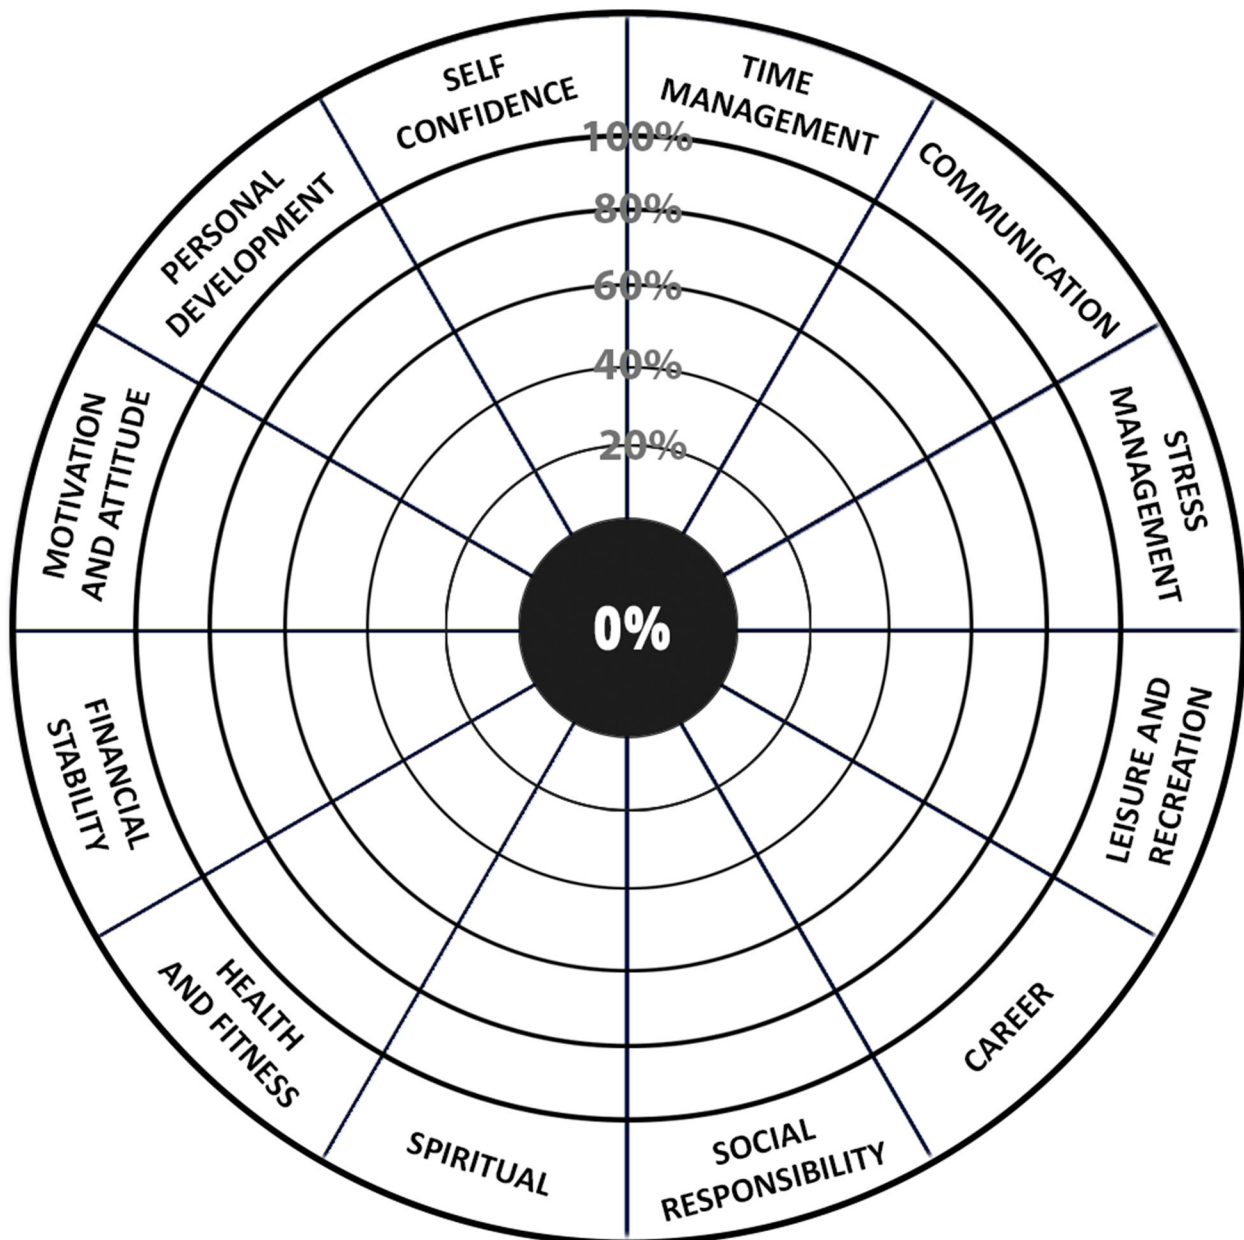 SELF
CONFIDENCE
TIME
MANAGEMENT
COMMUNICATION
STRESS
MANAGEMENT
LEISURE AND
RECREATION
CAREER
SOCIAL
RESPONSIBILITY
SPIRITUAL
HEALTH
AND FITNESS
FINANCIAL
STABILITY
MOTIVATION
AND ATTITUDE
PERSONAL
DEVELOPMENT
100%
80%
60%
40%
20%
0%